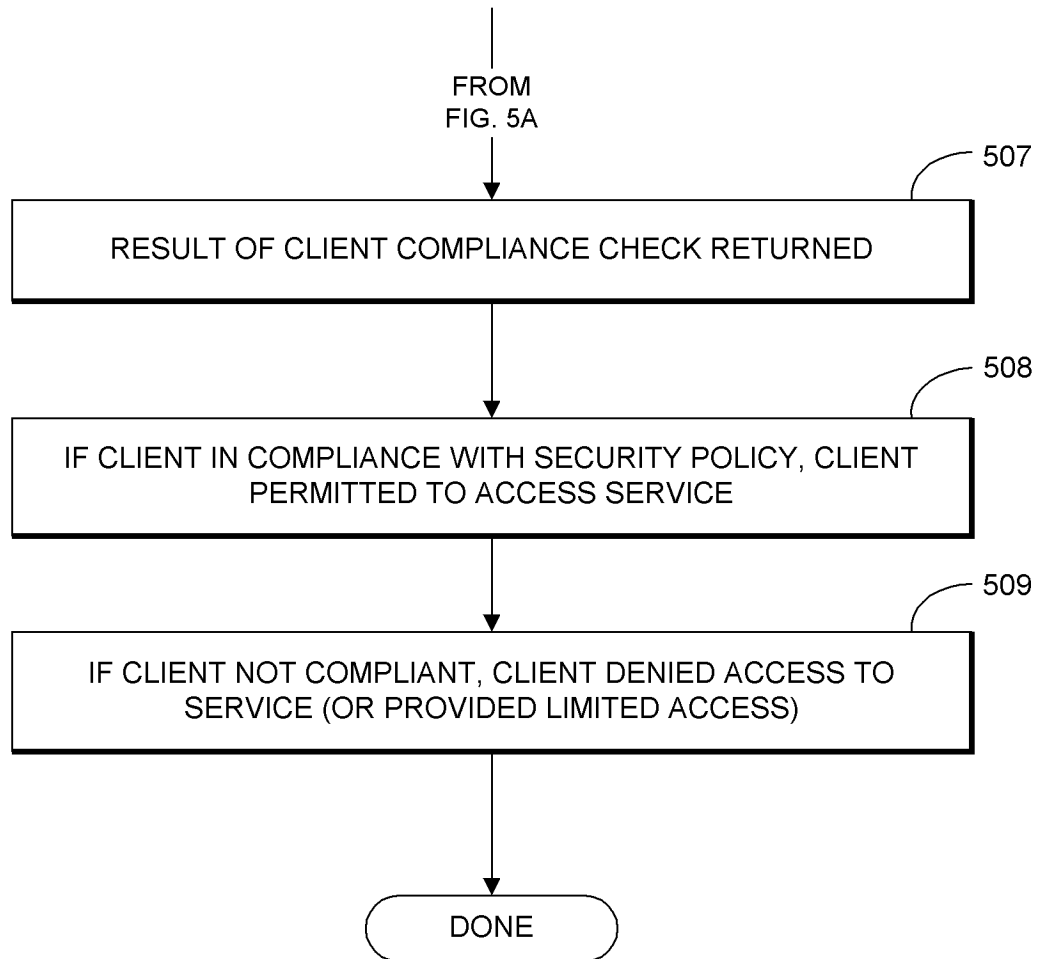 FROM
FIG. 5A
507
RESULT OF CLIENT COMPLIANCE CHECK RETURNED
508
IF CLIENT IN COMPLIANCE WITH SECURITY POLICY, CLIENT
PERMITTED TO ACCESS SERVICE
509
IF CLIENT NOT COMPLIANT, CLIENT DENIED ACCESS TO
SERVICE (OR PROVIDED LIMITED ACCESS)
DONE